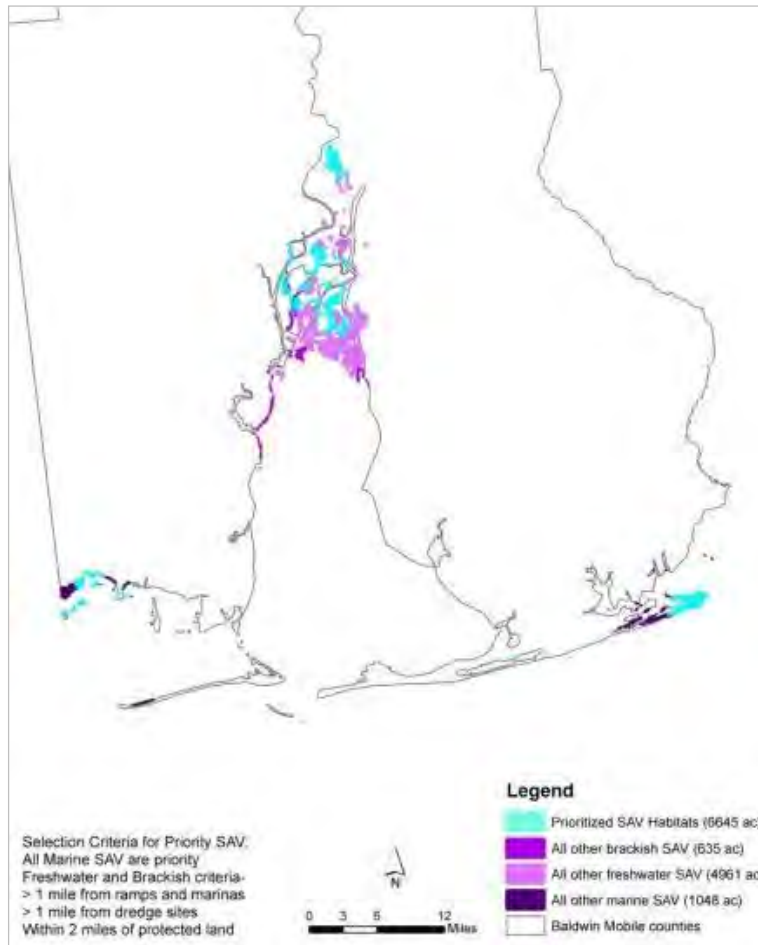 Legend
Prioritized SAV Habitats (6645 ac)
All other brackish SAV (635 ac)
All other freshwater SAV (4961 ac)
All other marine SAV (1048 ac)
Baldwin Mobile counties
Selection Criteria for Priority SAV:
All Marine SAV are priority
Freshwater and Brackish criteria-
> 1 mile from ramps and marinas
> 1 mile from dredge sites
Within 2 miles of protected land
N
0 3 6 12
Miles